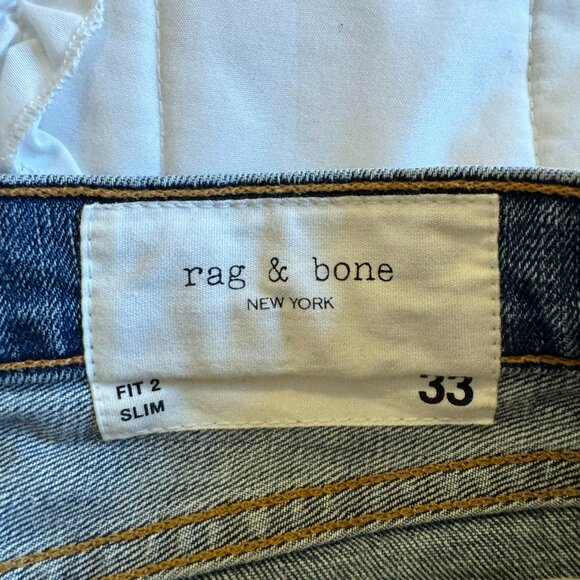 rag & bone
NEW YORK
FIT 2
SLIM
33